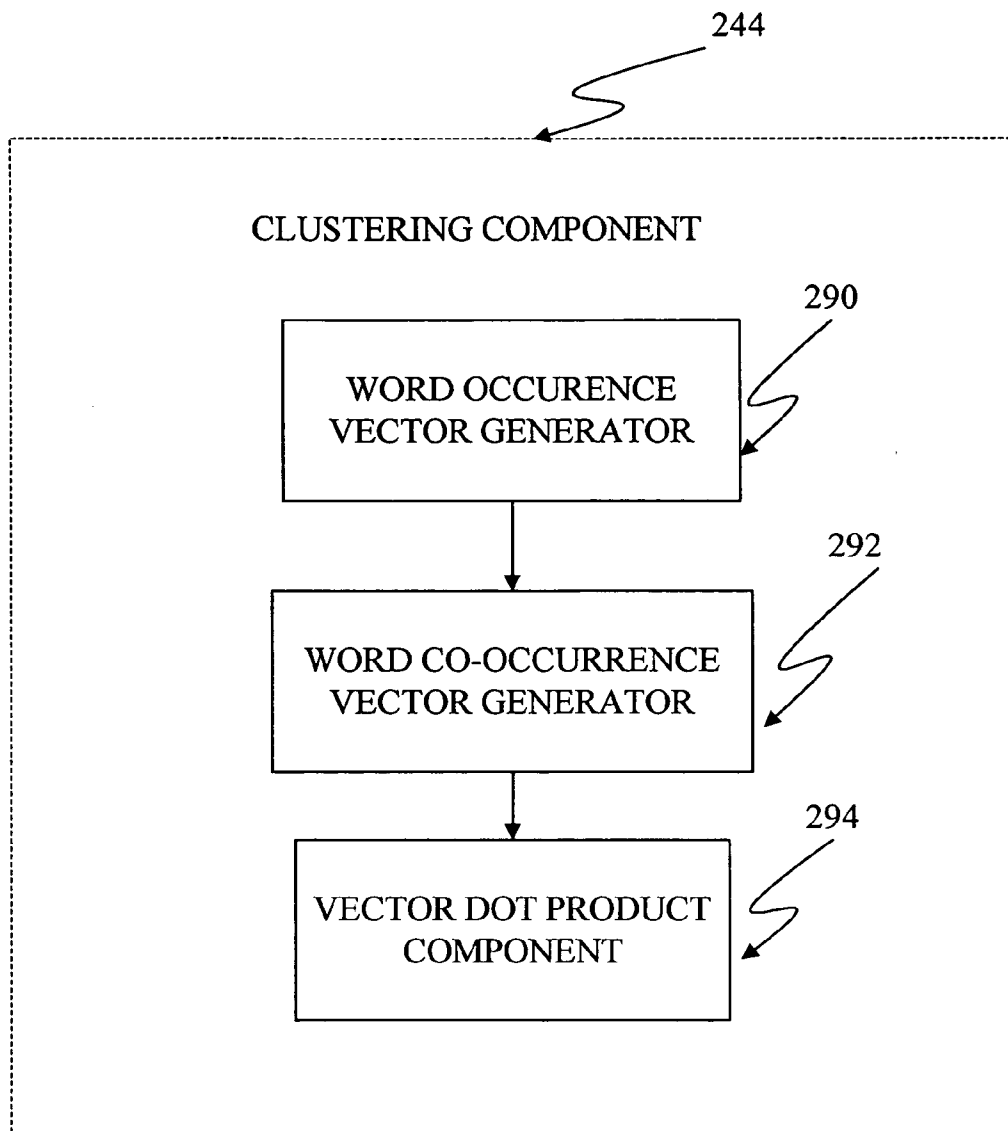 244
CLUSTERING COMPONENT
290
WORD OCCURENCE
VECTOR GENERATOR
292
WORD CO-OCCURRENCE
VECTOR GENERATOR
294
VECTOR DOT PRODUCT
COMPONENT